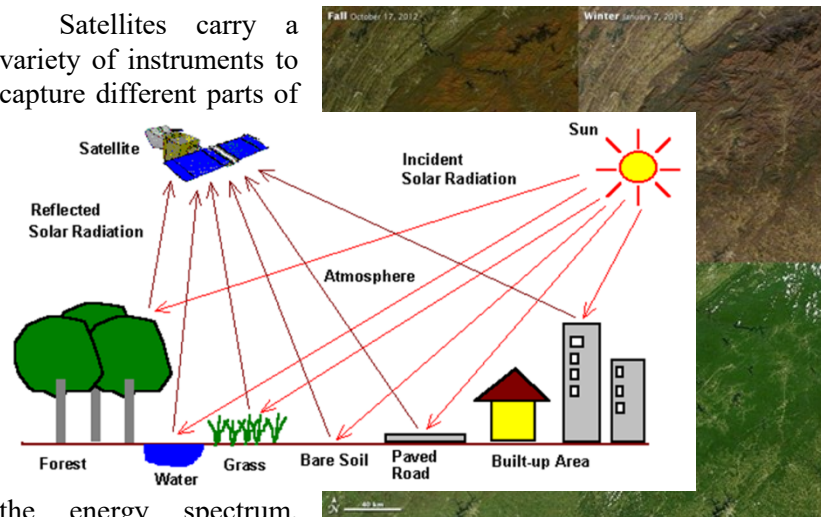 Satellites carry a
variety of instruments to
capture different parts of
Fall October 17, 2012
Winter January 7, 2013
Sun
Satellite
Incident
Solar Radiation
Reflected
Solar Radiation
Atmosphere
Forest
Water
Grass
Bare Soil
Paved
Road
Built-up Area
the energy spectrum.
N
40 km